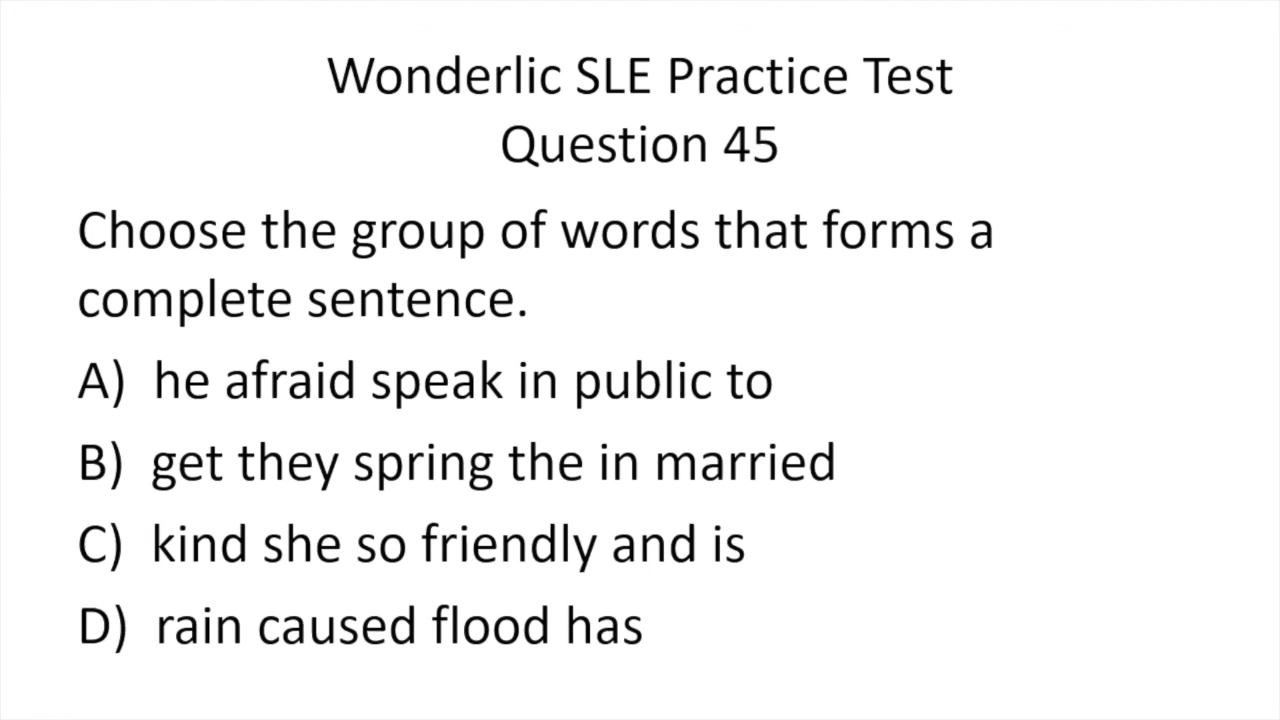 Wonderlic SLE Practice Test
Question 45
Choose the group of words that forms a
complete sentence.
A) he afraid speak in public to
B) get they spring the in married
C) kind she so friendly and is
D) rain caused flood has